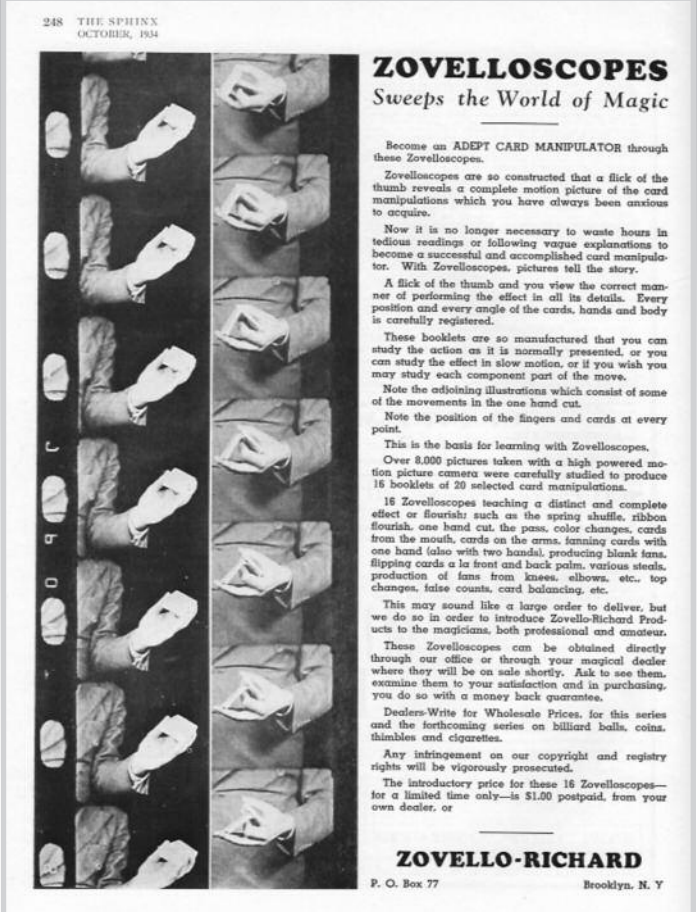 248 THE SPHINX
OCTOBER, 1934
ZOVELLOSCOPES
Sweeps the World of Magic
Become an ADEPT CARD MANIPULATOR through
these Zovelloscopes.
Zovelloscopes are so constructed that a flick of the
thumb reveals a complete motion picture of the card
manipulations which you have always been anxious
to acquire.
Now it is no longer necessary to waste hours in
tedious readings or following vague explanations to
become a successful and accomplished card manipula-
tor. With Zovelloscopes, pictures tell the story.
A flick of the thumb and you view the correct man-
ner of performing the effect in all its details. Every
position and every angle of the cards, hands and body
is carefully registered.
These booklets are so manufactured that you can
study the action as it is normally presented, or you
can study the effect in slow motion, or if you wish you
may study each component part of the move.
Note the adjoining illustrations which consist of some
of the movements in the one hand cut.
Note the position of the fingers and cards at every
point.
This is the basis for learning with Zovelloscopes.
Over 8,000 pictures taken with a high powered mo-
tion picture camera were carefully studied to produce
16 booklets of 20 selected card manipulations.
16 Zovelloscopes teaching a distinct and complete
effect or flourish; such as the spring shuffle, ribbon
flourish, one hand cut, the pass, color changes, cards
from the mouth, cards on the arms, fanning cards with
one hand (also with two hands), producing blank fans,
flipping cards a la front and back palm, various steals,
production of fans from knees, elbows, etc., top
changes, false counts, card balancing, etc.
This may sound like a large order to deliver, but
we do so in order to introduce Zovello-Richard Prod-
ucts to the magicians, both professional and amateur.
These Zovelloscopes can be obtained directly
through our office or through your magical dealer
where they will be on sale shortly. Ask to see them,
examine them to your satisfaction and in purchasing,
you do so with a money back guarantee.
Dealers-Write for Wholesale Prices, for this series
and the forthcoming series on billiard balls, coins,
thimbles and cigarettes.
Any infringement on our copyright and registry
rights will be vigorously prosecuted.
The introductory price for these 16 Zovelloscopes—
for a limited time only—is $1.00 postpaid, from your
own dealer, or
ZOVELLO-RICHARD
P. O. Box 77 Brooklyn, N. Y